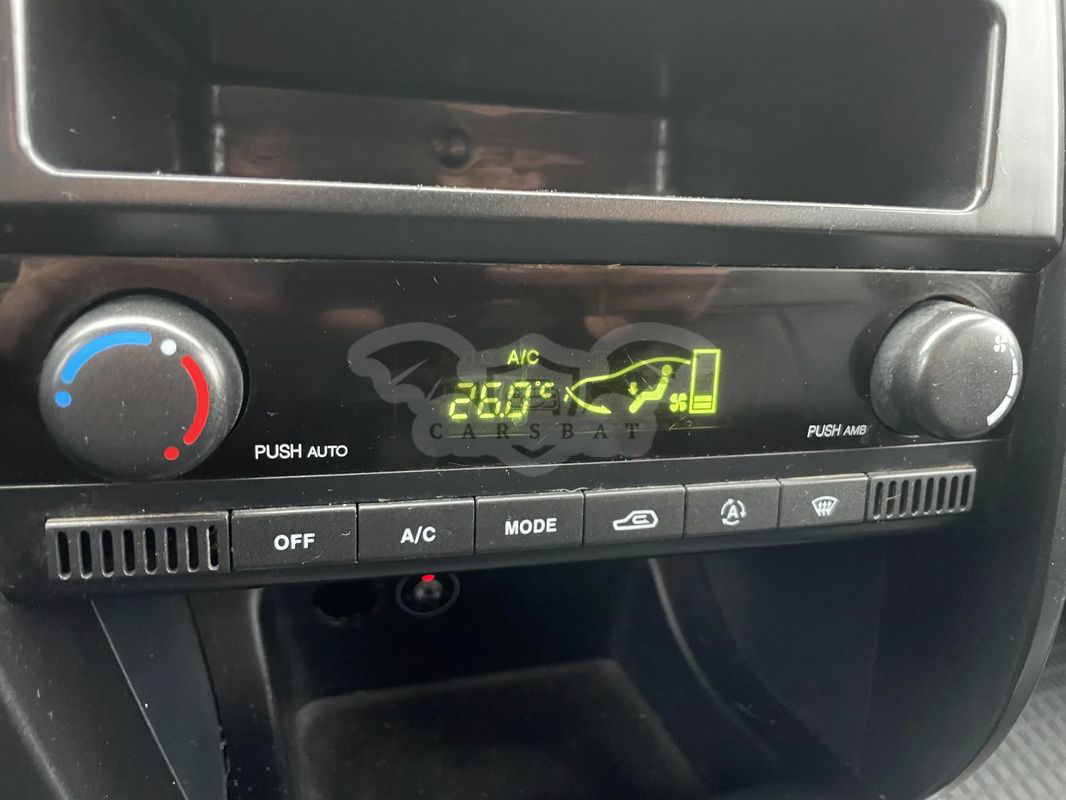 A/C
26.0°C
CARSBAT
PUSH AUTO
PUSH AMB
OFF
A/C
MODE
A